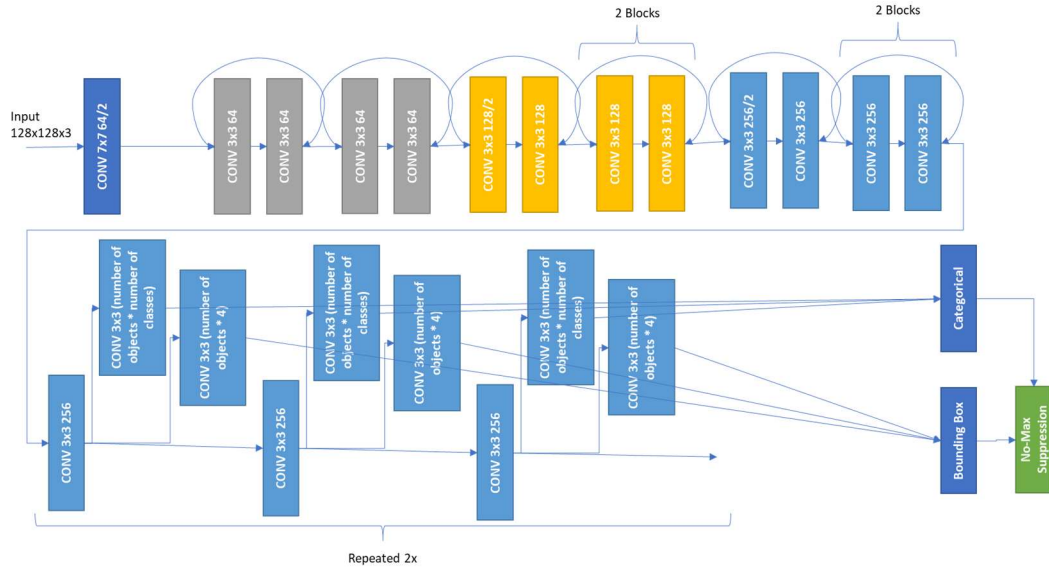 2 Blocks
2 Blocks
Input
128x128x3
CONV 7x7 64/2
CONV 3x3 64
CONV 3x3 64
CONV 3x3 64
CONV 3x3 64
CONV 3x3 128/2
CONV 3x3 128
CONV 3x3 128
CONV 3x3 128
CONV 3x3 256/2
CONV 3x3 256
CONV 3x3 256
CONV 3x3 256
CONV 3x3 256
CONV 3x3 (number of
objects * number of
classes)
CONV 3x3 (number of
objects * 4)
CONV 3x3 256
CONV 3x3 (number of
objects * number of
classes)
CONV 3x3 (number of
objects * 4)
CONV 3x3 256
CONV 3x3 (number of
objects * number of
classes)
CONV 3x3 (number of
objects * 4)
Categorical
Bounding Box
No-Max
Suppression
Repeated 2x